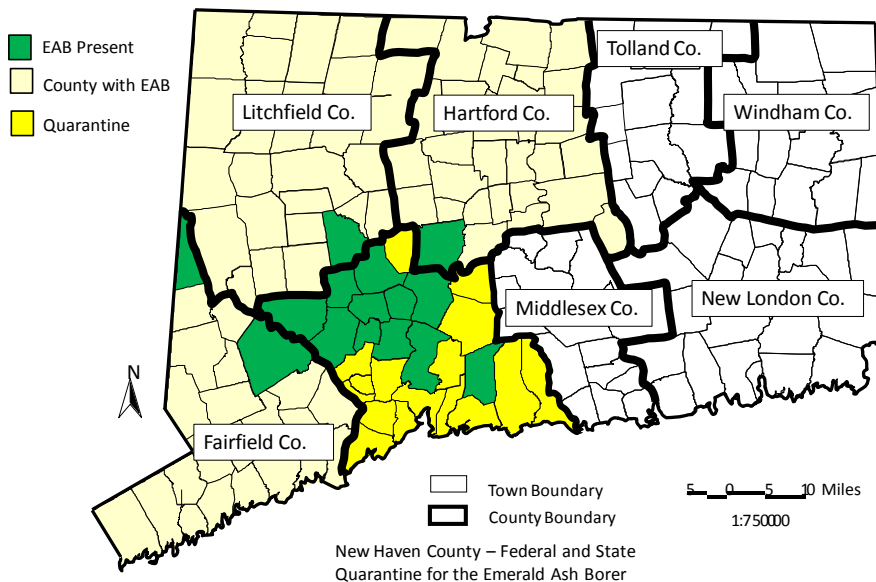 EAB Present
County with EAB
Quarantine
Litchfield Co.
Hartford Co.
Tolland Co.
Windham Co.
Middlesex Co.
New London Co.
N
Fairfield Co.
Town Boundary
County Boundary
5 0 5 10 Miles
1:750000
New Haven County – Federal and State
Quarantine for the Emerald Ash Borer